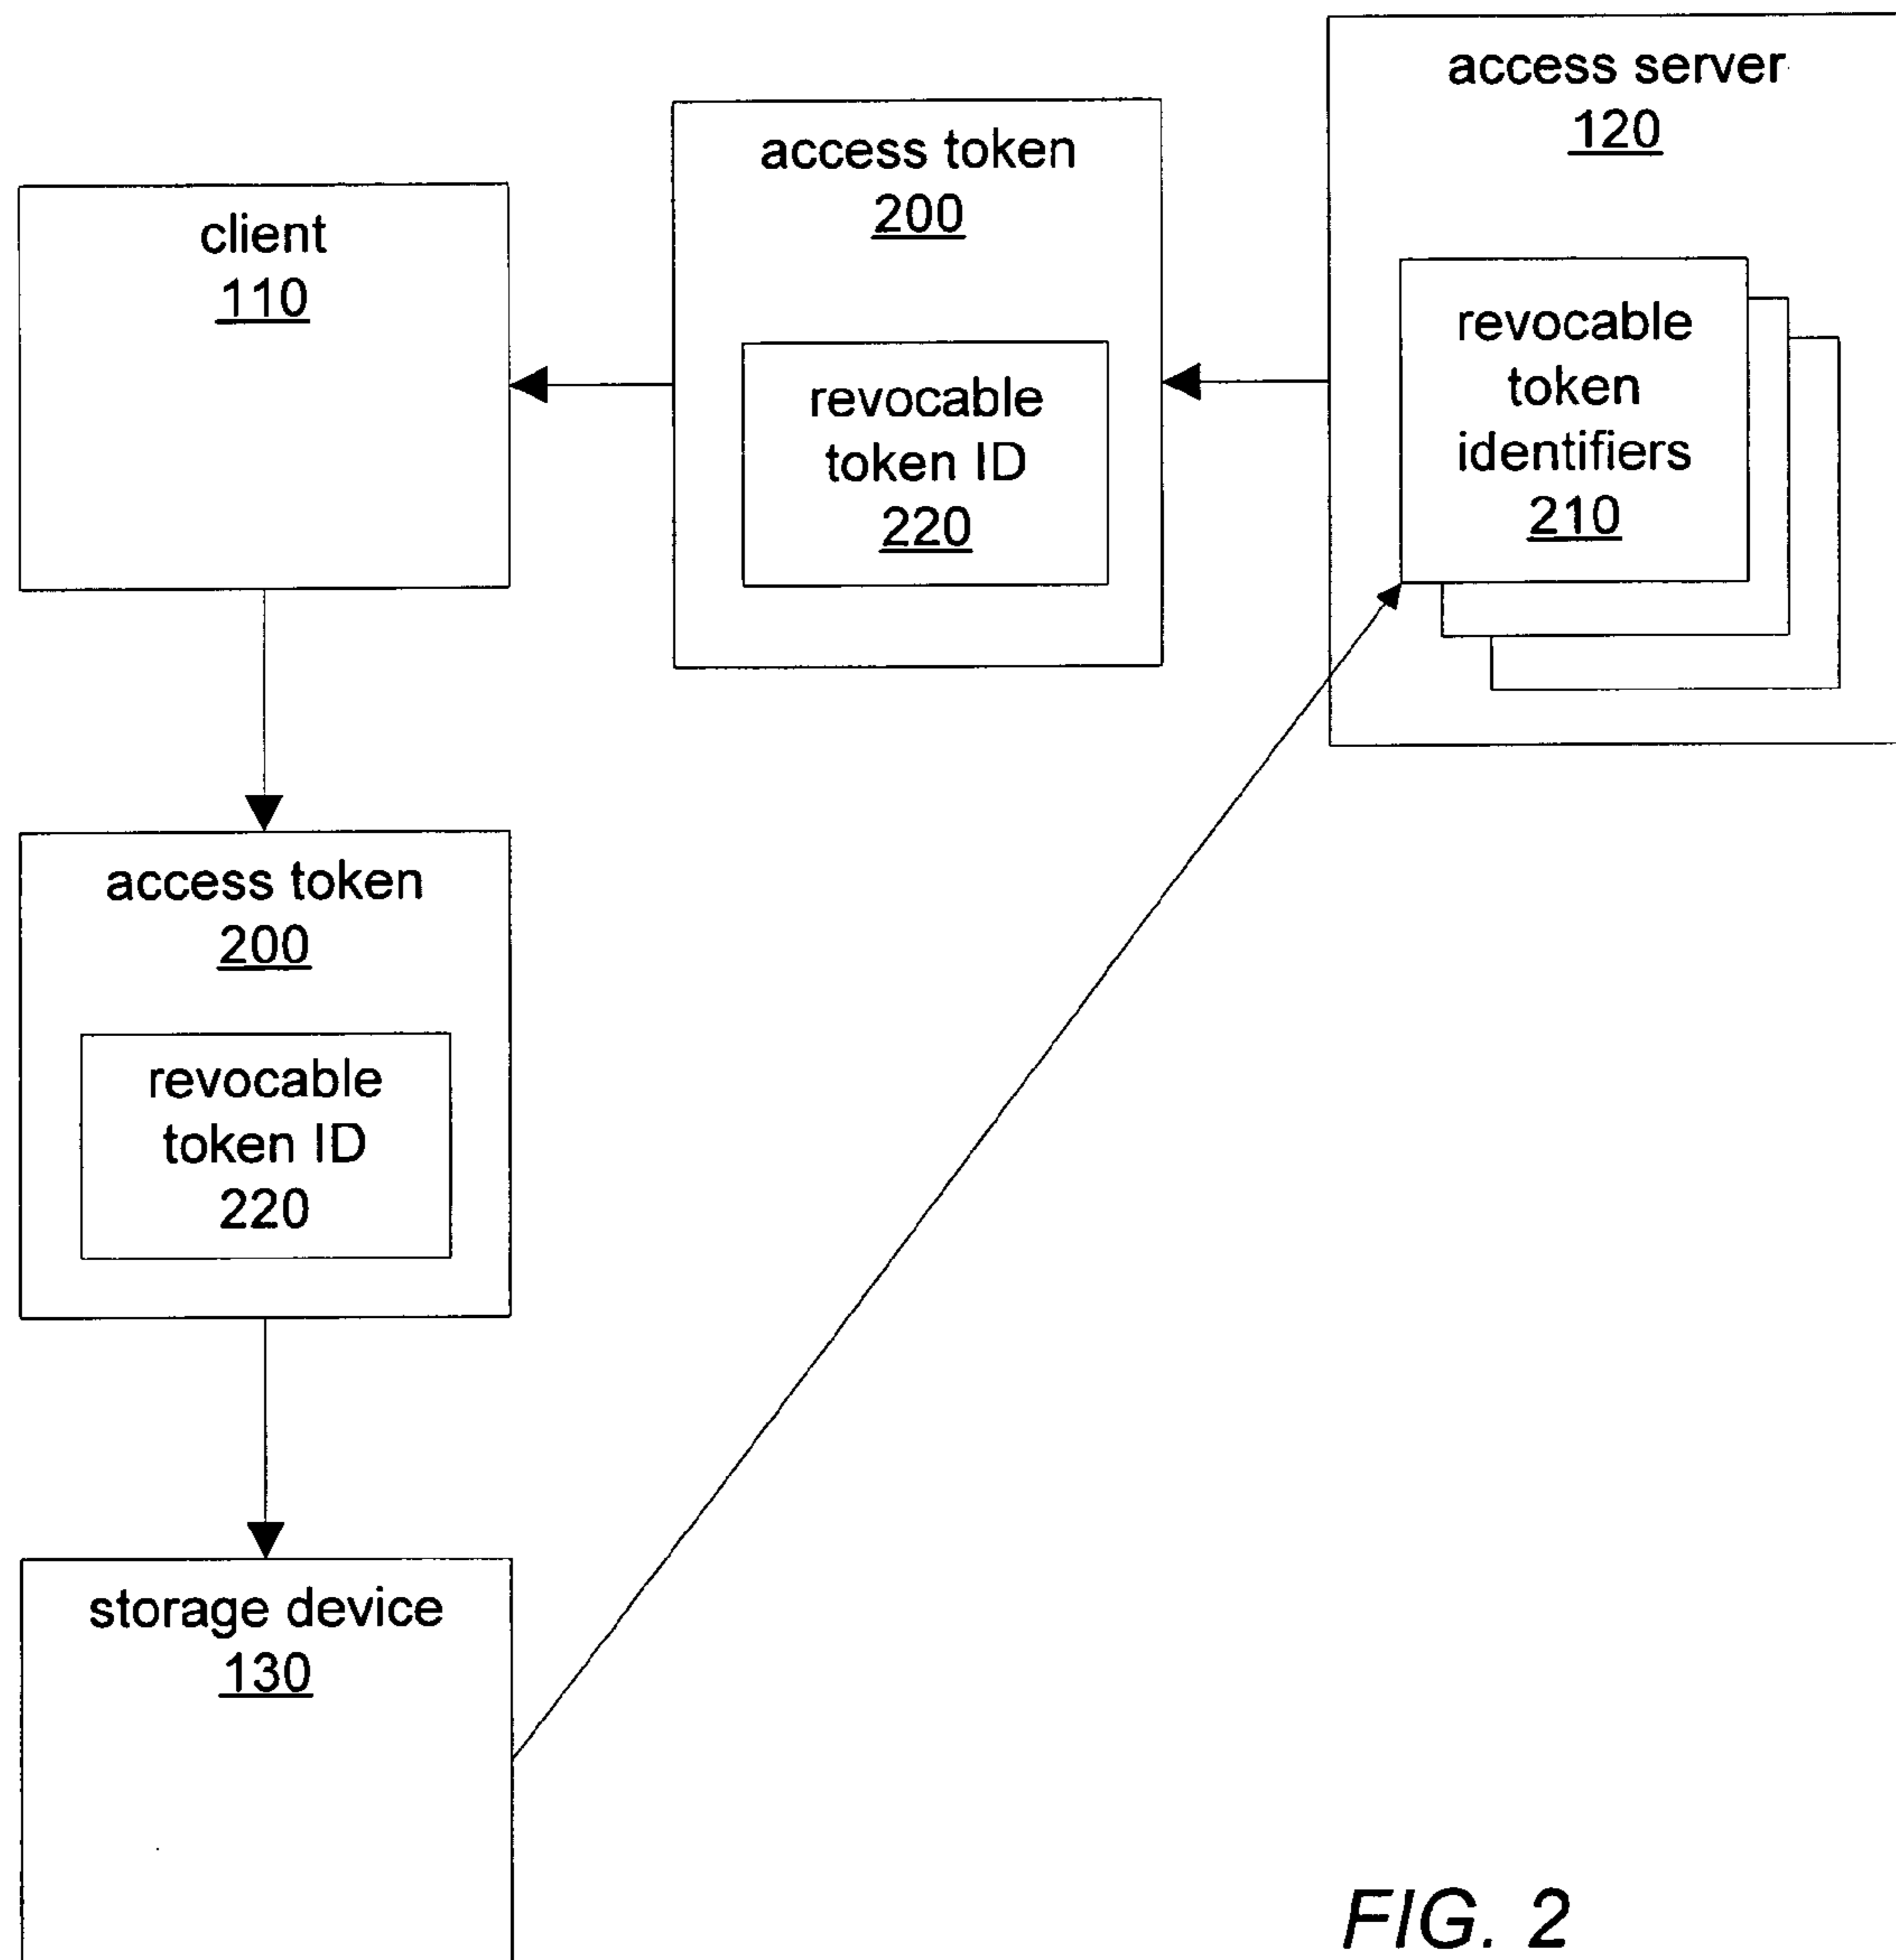 access server
120
access token
200
client
110
revocable
token
identifiers
210
revocable
token ID
220
access token
200
revocable
token ID
220
storage device
130
FIG. 2